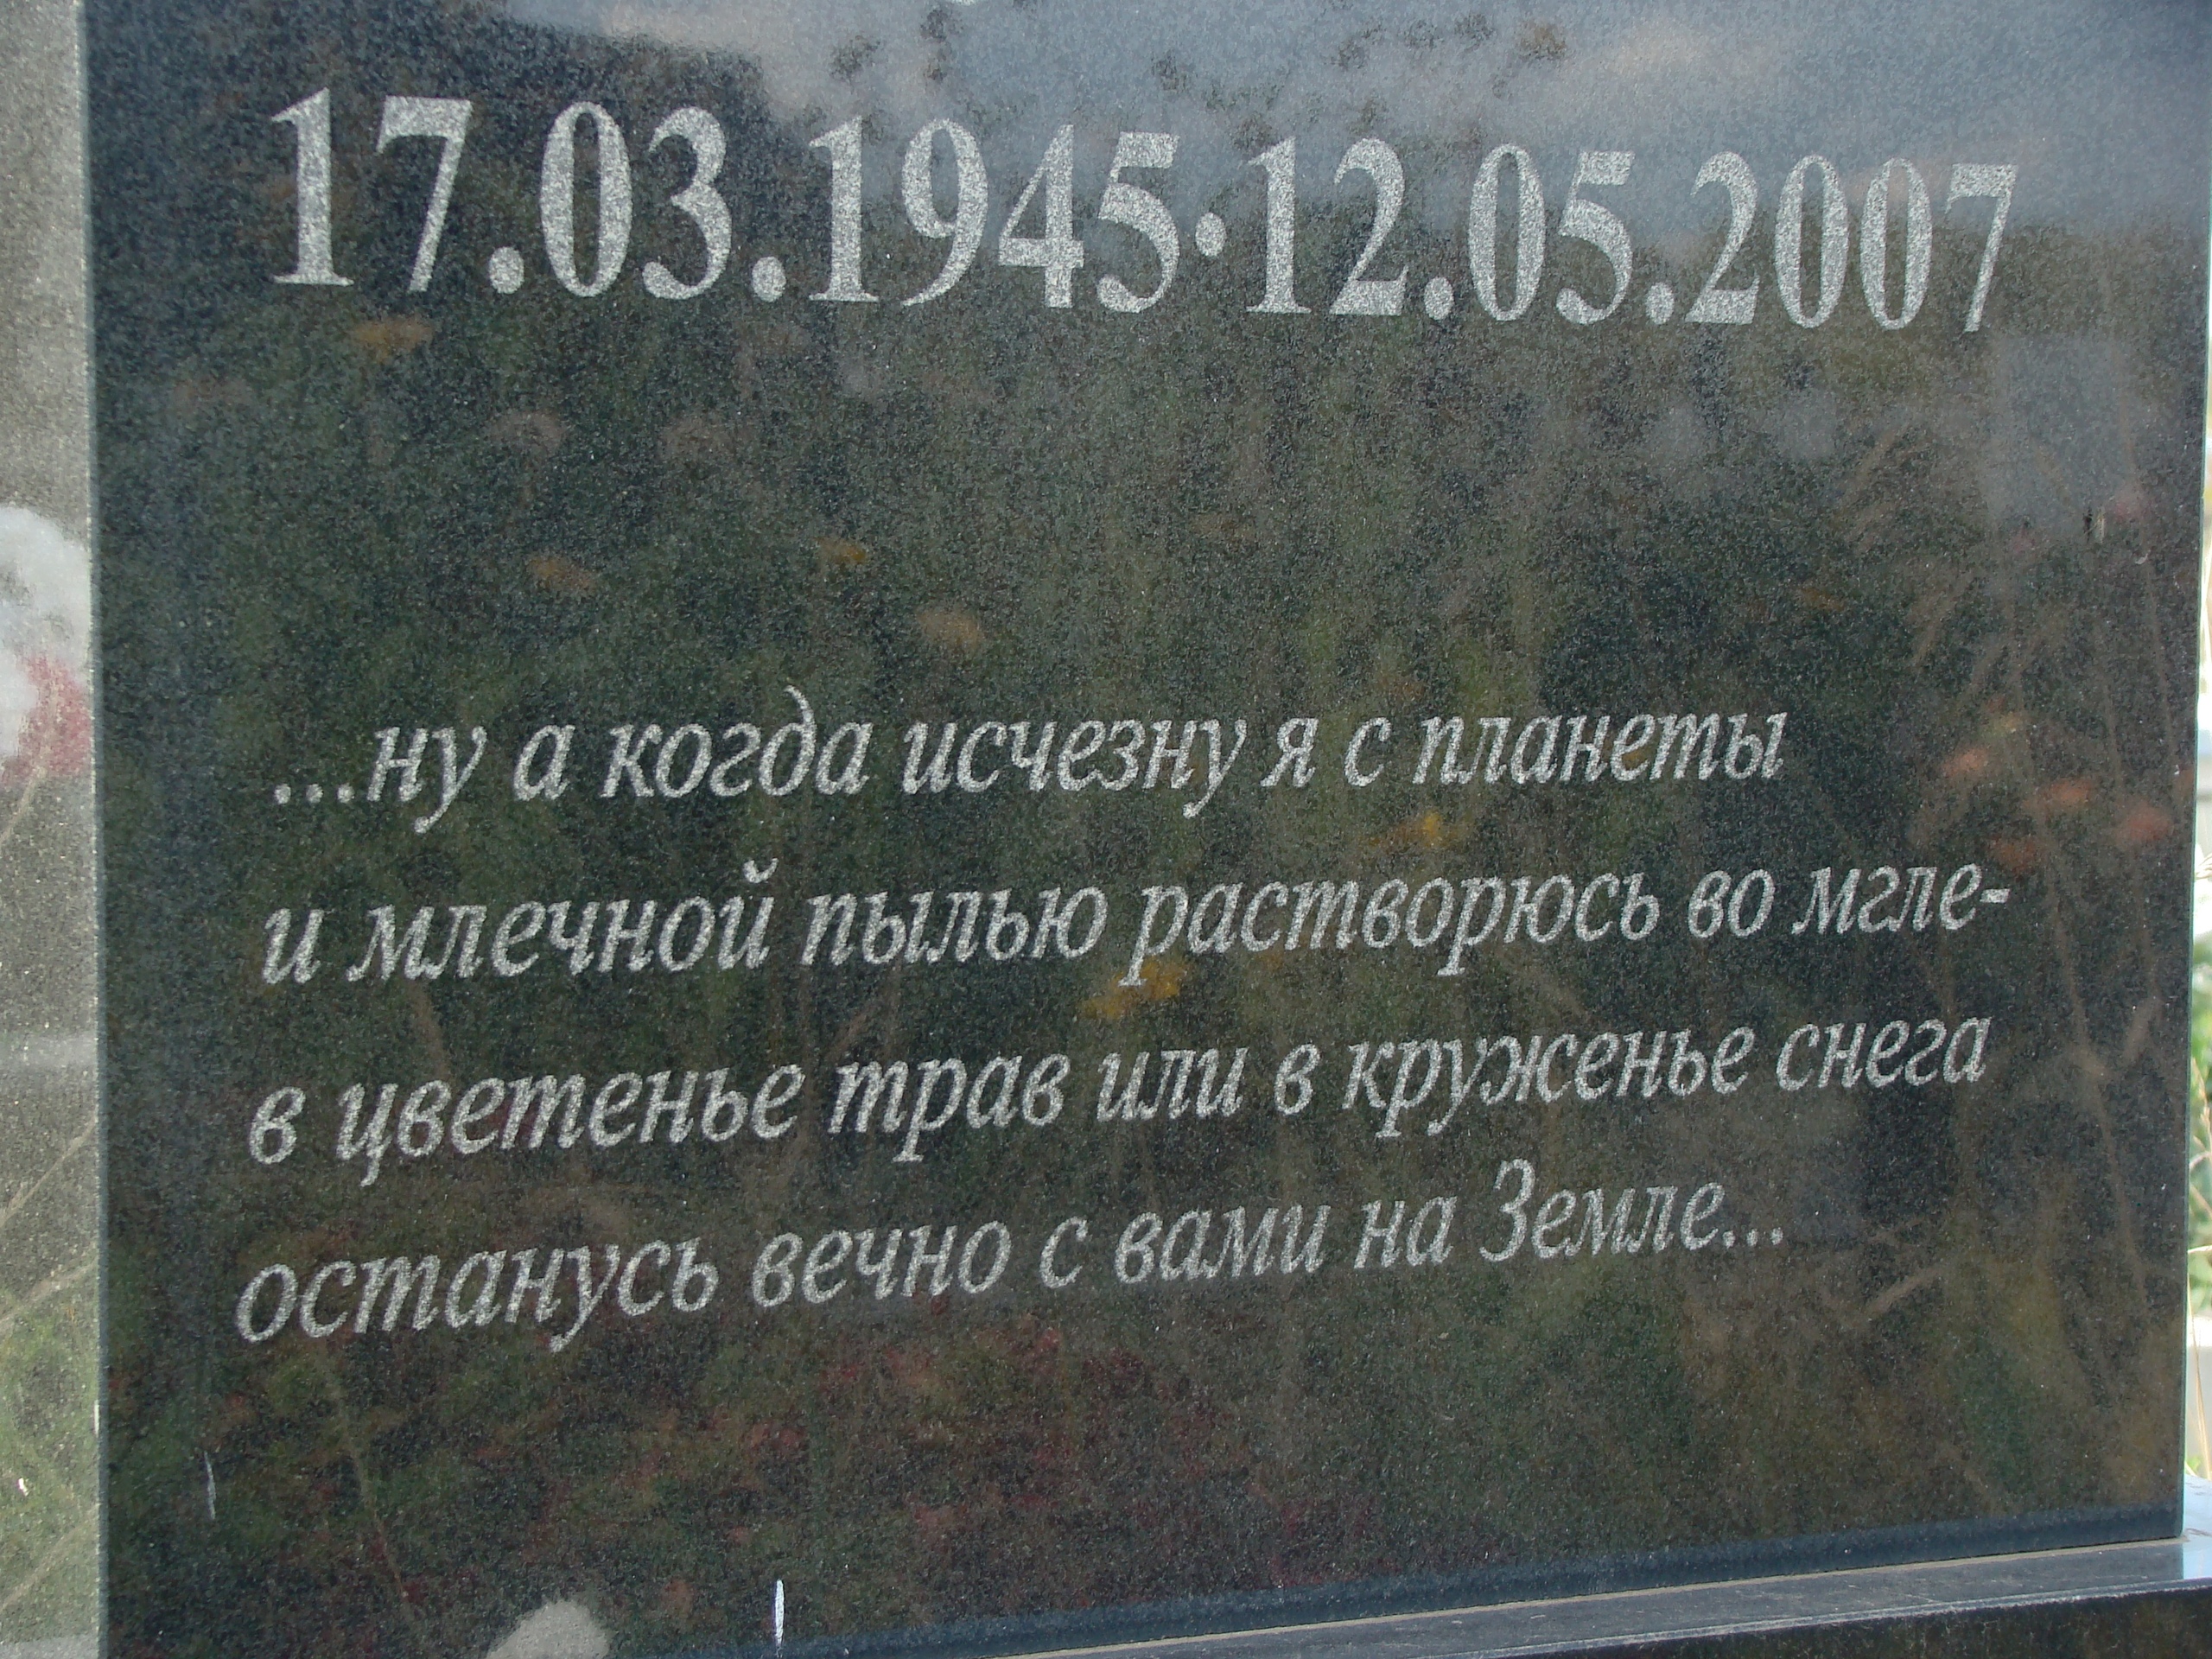 17.03.1945·12.05.2007
...ну а когда исчезну я с планеты
и млечной пылью растворюсь во мгле-
в цветенье трав или в круженье снега
останусь вечно с вами на Земле...